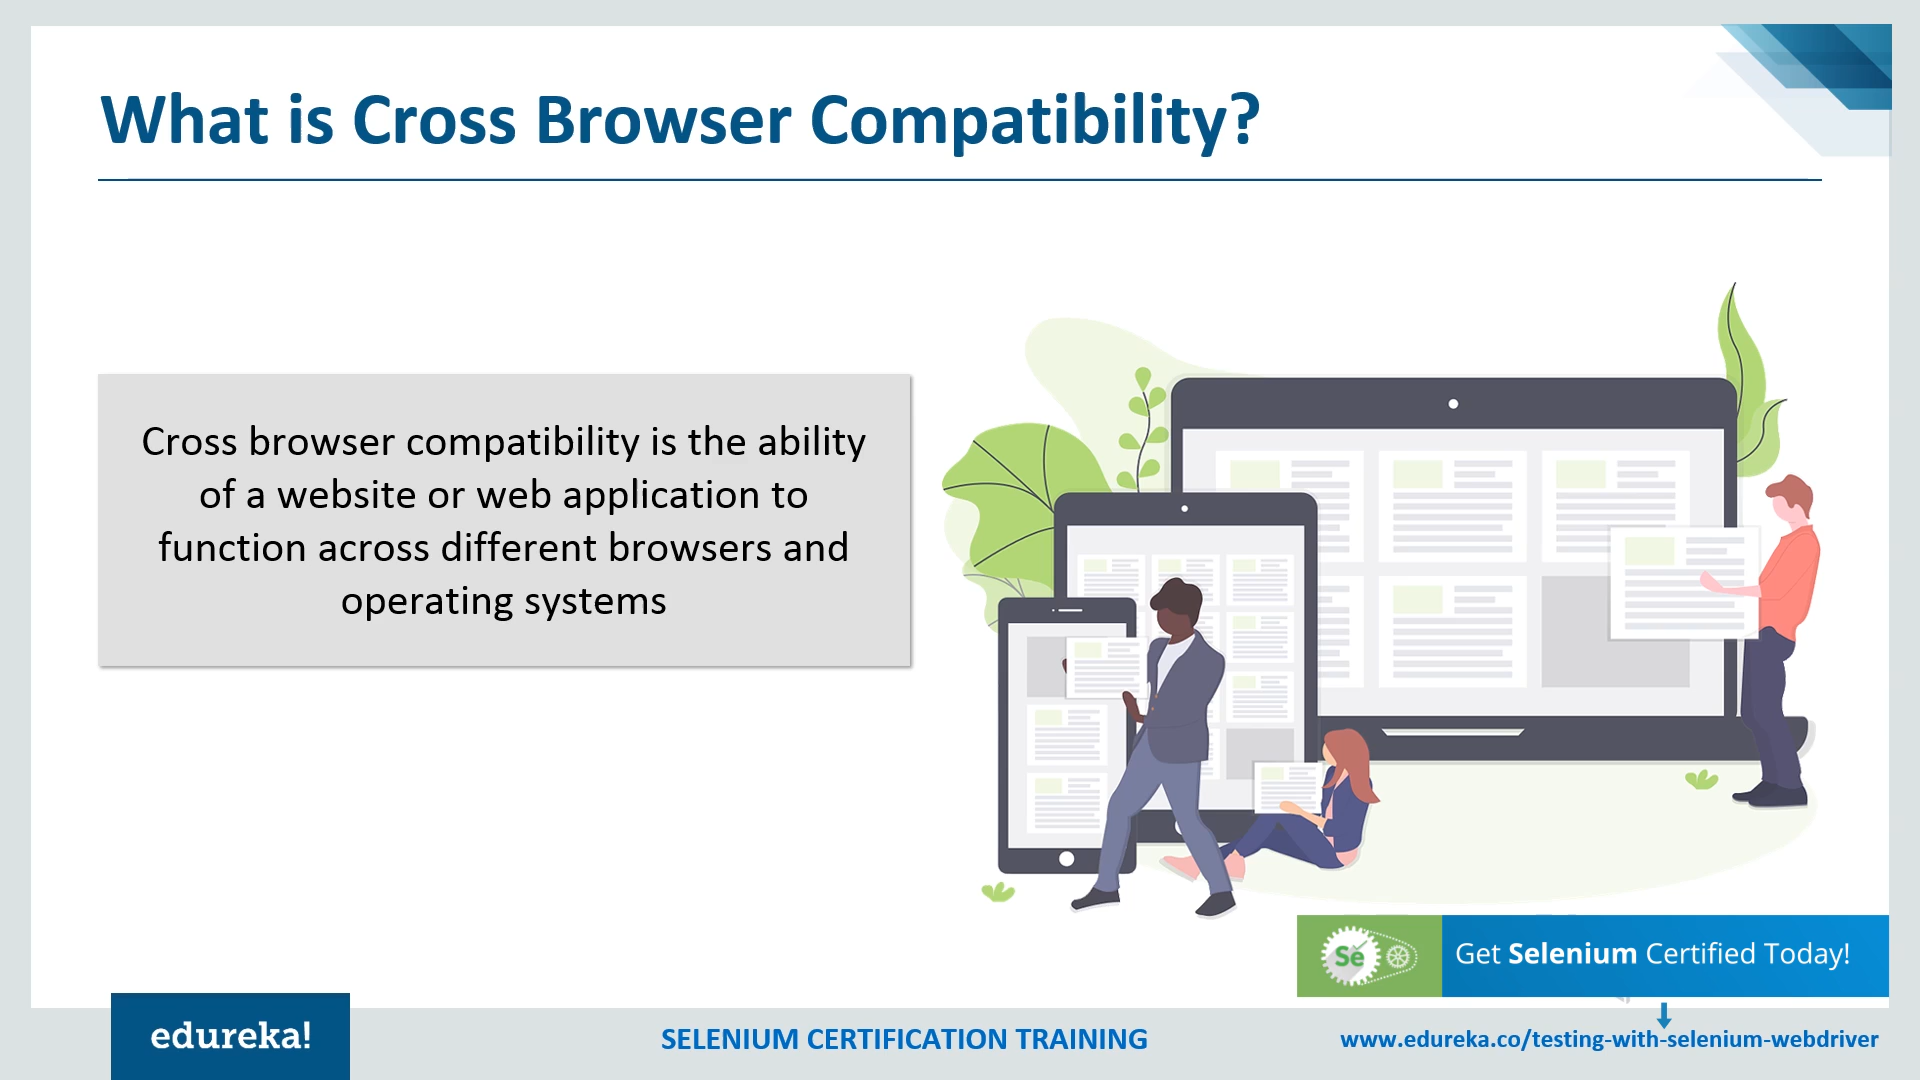 What is Cross Browser Compatibility?
Cross browser compatibility is the ability
of a website or web application to
function across different browsers and
operating systems
Se
Get Selenium Certified Today!
edureka!
SELENIUM CERTIFICATION TRAINING
www.edureka.co/testing-with-selenium-webdriver